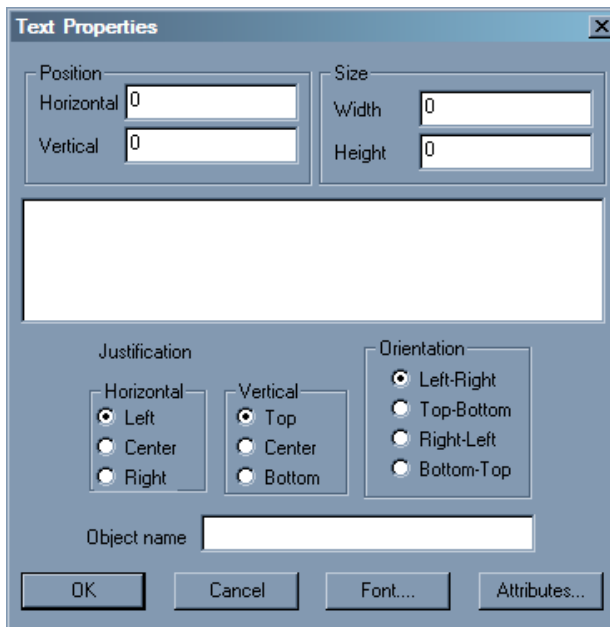 Text Properties
Position
Horizontal 0
Vertical 0
Size
Width 0
Height 0
Justification
Horizontal
Left
Center
Right
Vertical
Top
Center
Bottom
Orientation
Left-Right
Top-Bottom
Right-Left
Bottom-Top
Object name
OK Cancel Font.... Attributes...